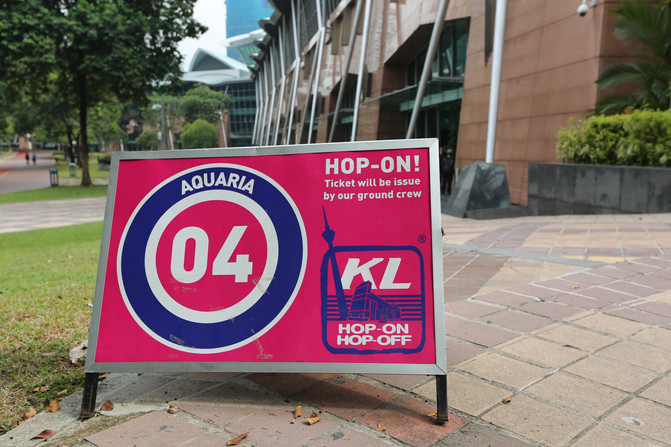 AQUARIA
04
HOP-ON!
Ticket will be issue
by our ground crew
®
KL
HOP-ON
HOP-OFF